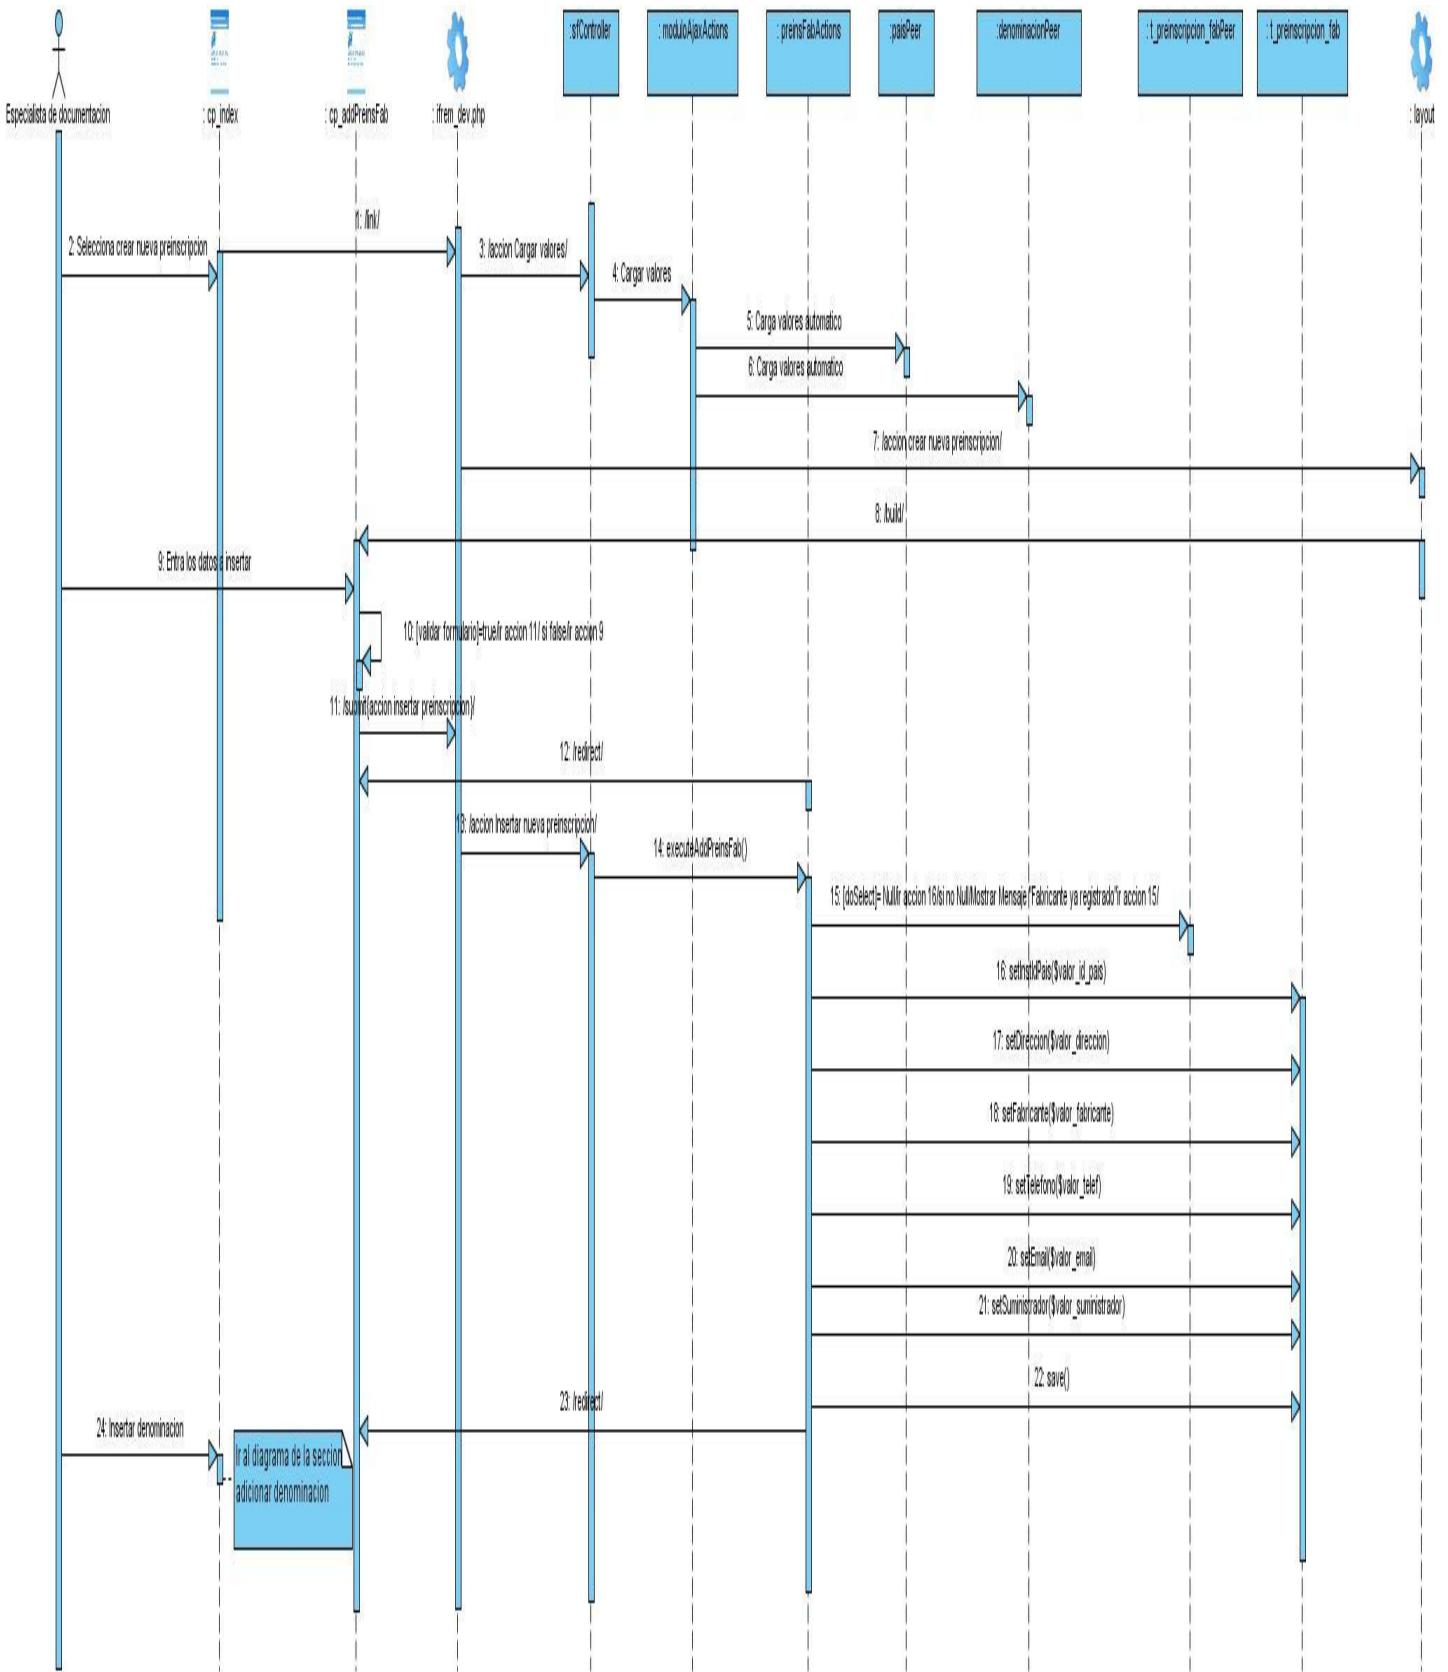 Especialista de documentacion
: cp_index
: cp_addPreinsFab
: ifrem_dev.php
:sfController
: moduloAjaxActions
: preinsFabActions
:paisPeer
:denominacionPeer
: t_preinscripcion_fabPeer
: t_preinscripcion_fab
: layout
1: /link/
2: Selecciona crear nueva preinscripcion
3: /accion Cargar valores/
4: Cargar valores
5: Carga valores automatico
6: Carga valores automatico
7: /accion crear nueva preinscripcion/
8: /build/
9: Entra los datos a insertar
10: [validar formulario]=true/ir accion 11/ si false/ir accion 9
11: /submit(accion insertar preinscripcion)/
12: /redirect/
13: /accion Insertar nueva preinscripcion/
14: executeAddPreinsFab()
15: [doSelect]= Null/ir accion 16/si no Null/Mostrar Mensaje "Fabricante ya registrado"ir accion 15/
16: setInstIdPais($valor_id_pais)
17: setDireccion($valor_direccion)
18: setFabricante($valor_fabricante)
19: setTelefono($valor_telef)
20: setEmail($valor_email)
21: setSuministrador($valor_suministrador)
22: save()
23: /redirect/
24: Insertar denominacion
Ir al diagrama de la seccion
adicionar denominacion